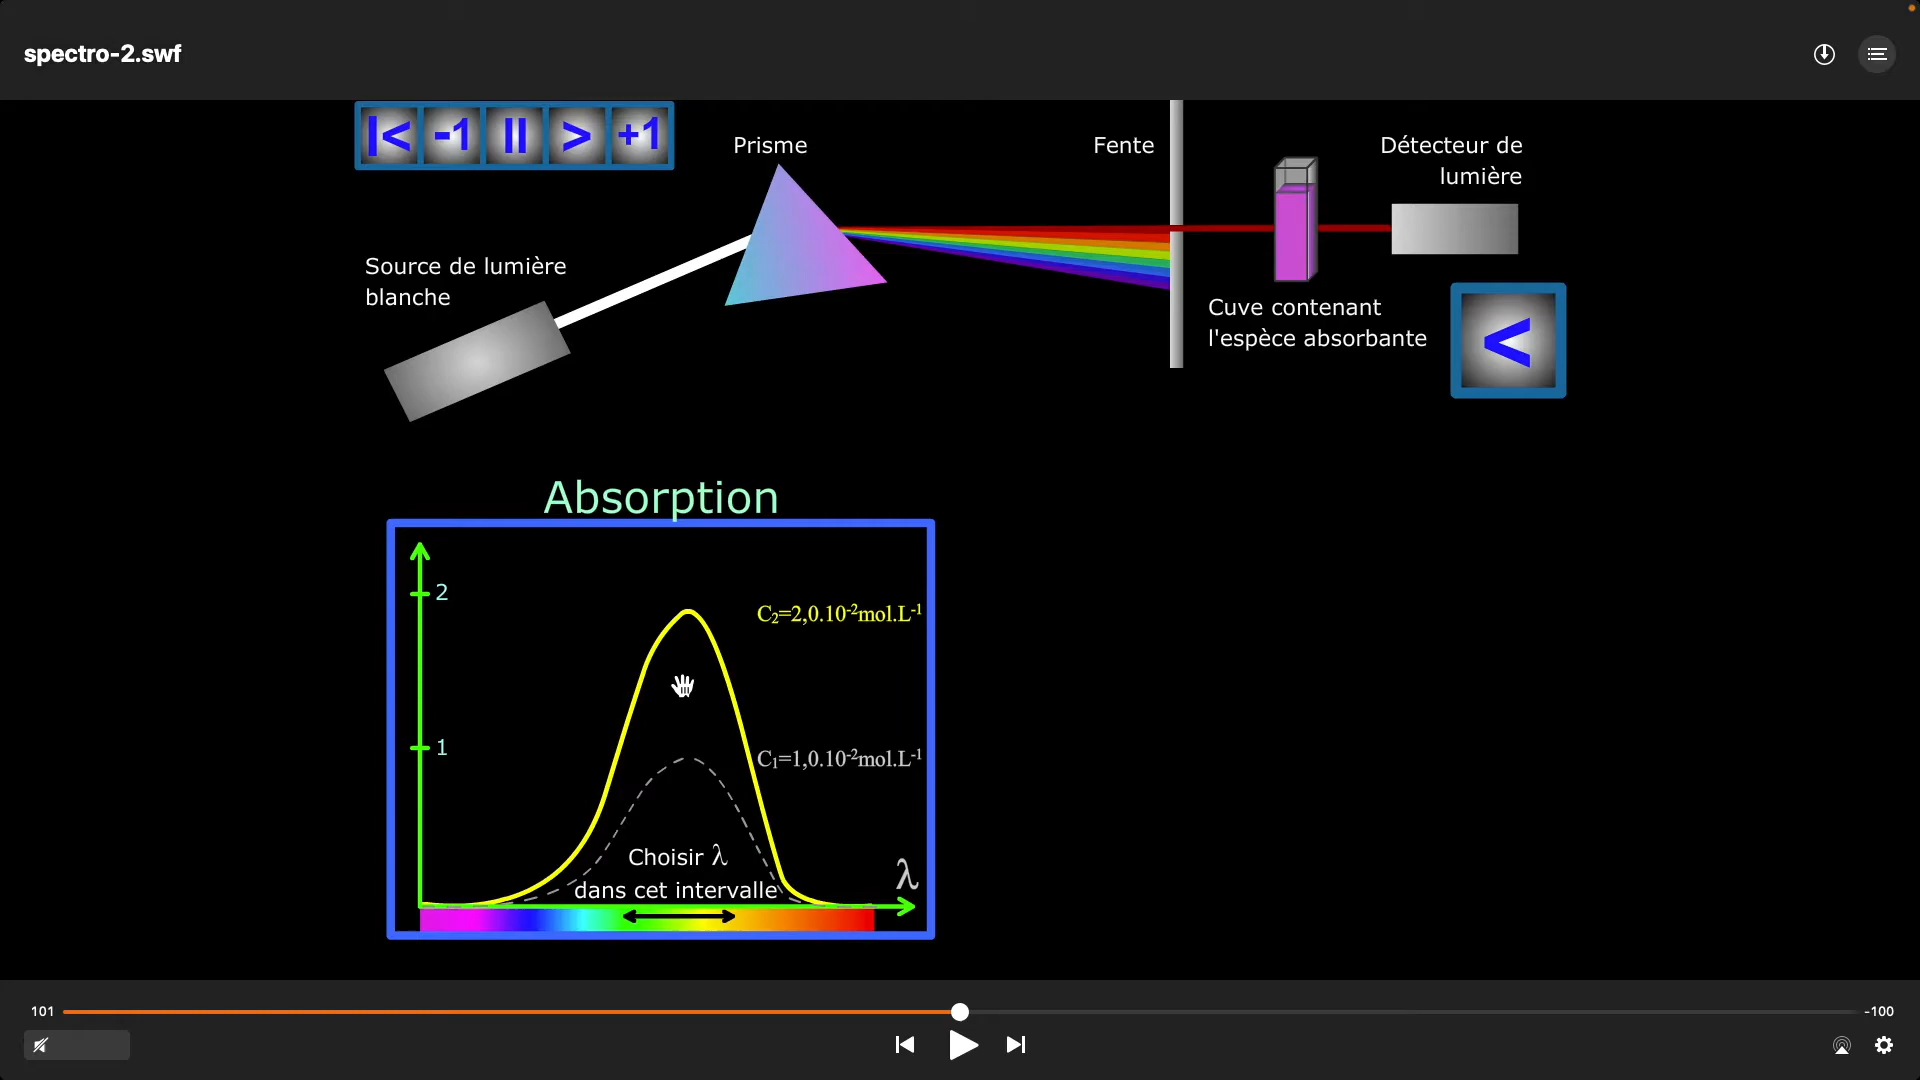 spectro-2.swf
|< -1 || > +1
Prisme
Fente
Détecteur de
lumière
Source de lumière
blanche
Cuve contenant
l'espèce absorbante
<
Absorption
2
C₂=2,0.10⁻²mol.L⁻¹
1
C₁=1,0.10⁻²mol.L⁻¹
Choisir λ
dans cet intervalle
λ
101
-100